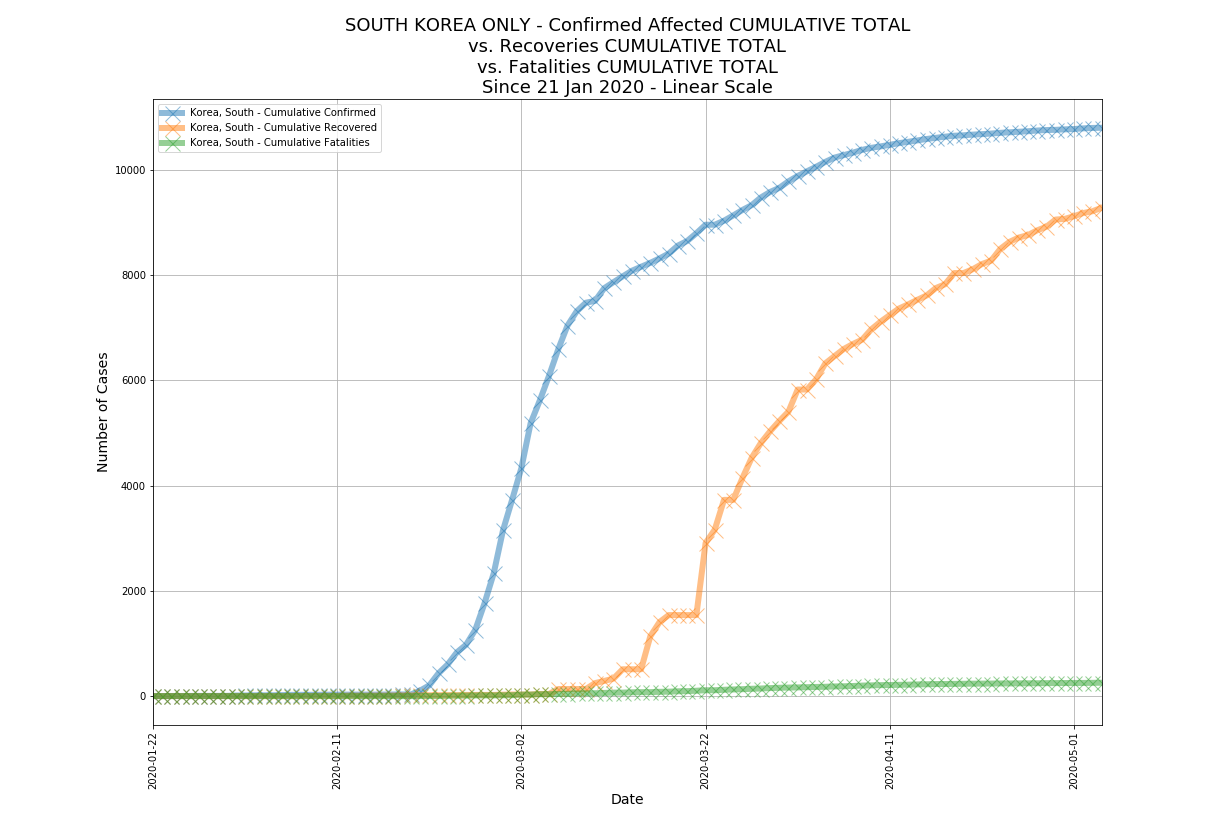 SOUTH KOREA ONLY - Confirmed Affected CUMULATIVE TOTAL
vs. Recoveries CUMULATIVE TOTAL
vs. Fatalities CUMULATIVE TOTAL
Since 21 Jan 2020 - Linear Scale
Korea, South - Cumulative Confirmed
Korea, South - Cumulative Recovered
Korea, South - Cumulative Fatalities
Number of Cases
10000
8000
6000
4000
2000
0
2020-01-22
2020-02-11
2020-03-02
2020-03-22
2020-04-11
2020-05-01
Date